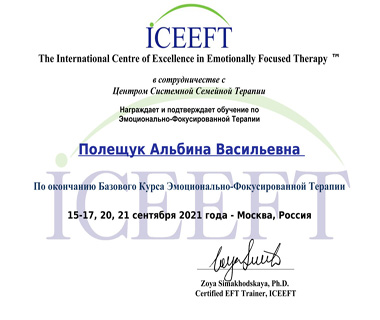 ICEEFT
The International Centre of Excellence in Emotionally Focused Therapy ™
в сотрудничестве с
Центром Системной Семейной Терапии
Награждает и подтверждает обучение по
Эмоционально-Фокусированной Терапии
Полещук Альбина Васильевна
По окончанию Базового Курса Эмоционально-Фокусированной Терапии
15-17, 20, 21 сентября 2021 года - Москва, Россия
Zoya Simakhodskaya, Ph.D.
Certified EFT Trainer, ICEEFT
ICEEFT